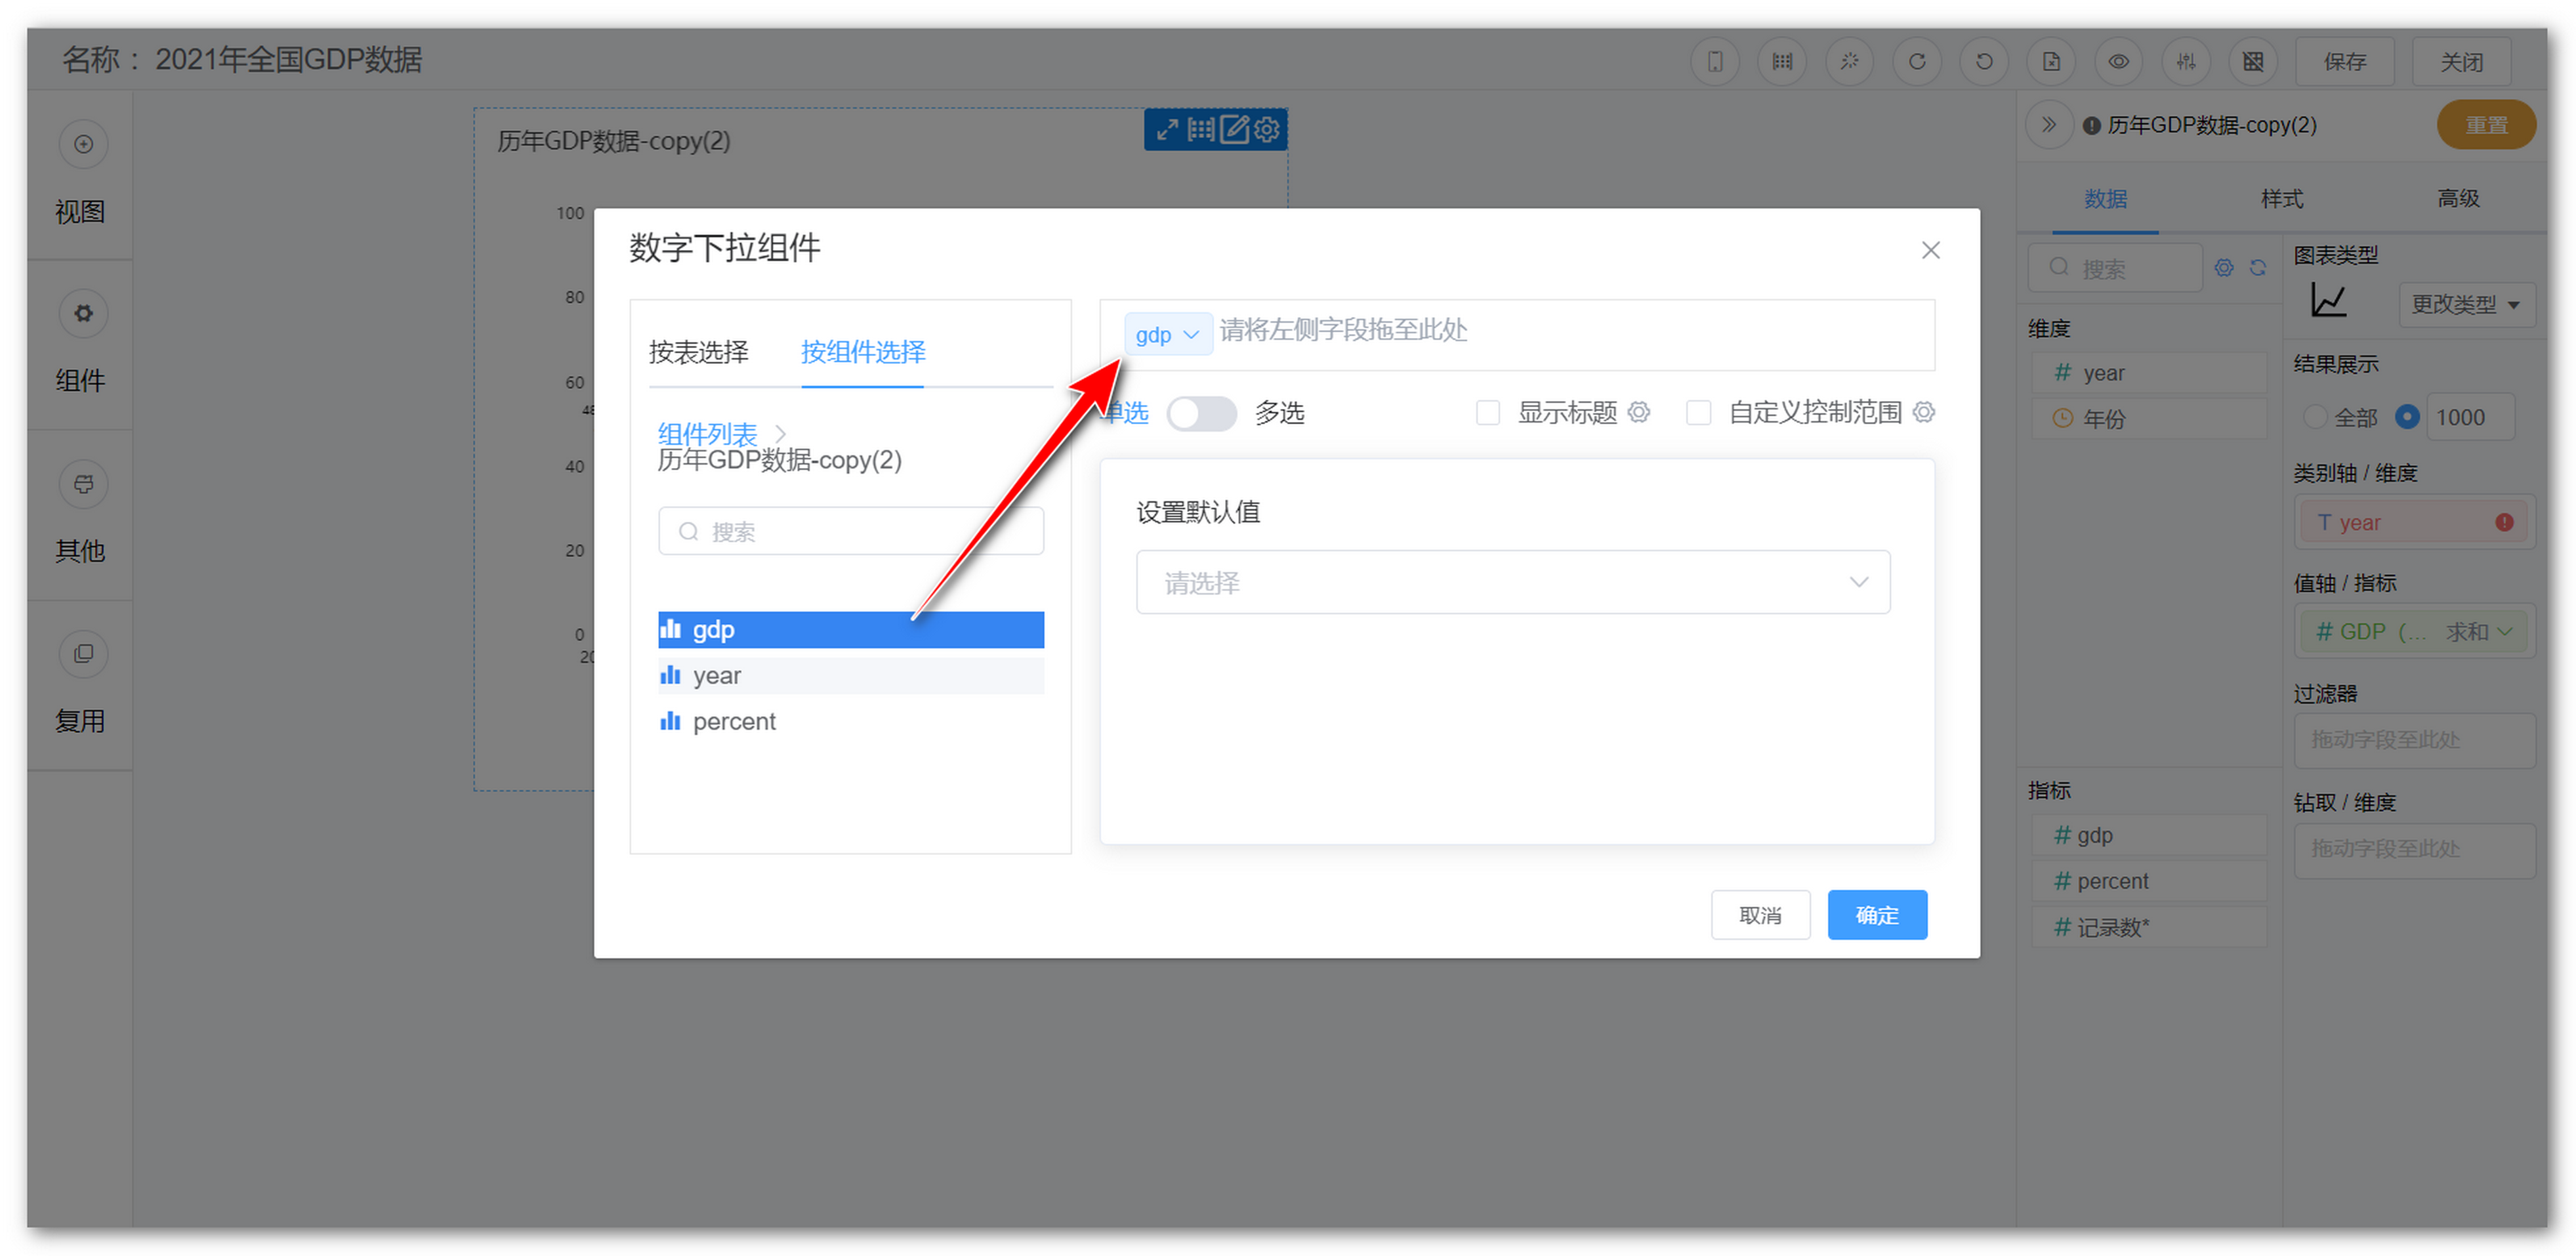 名称： 2021年全国GDP数据
保存
关闭
视图
组件
其他
复用
历年GDP数据-copy(2)
100
80
60
48
40
20
0
20
数字下拉组件
按表选择
按组件选择
组件列表
历年GDP数据-copy(2)
搜索
gdp
year
percent
gdp 请将左侧字段拖至此处
单选
多选
显示标题
自定义控制范围
设置默认值
请选择
取消
确定
历年GDP数据-copy(2)
重置
数据
样式
高级
搜索
维度
# year
年份
指标
# gdp
# percent
# 记录数*
图表类型
更改类型
结果展示
全部
1000
类别轴 / 维度
T year
值轴 / 指标
# GDP（... 求和
过滤器
拖动字段至此处
钻取 / 维度
拖动字段至此处